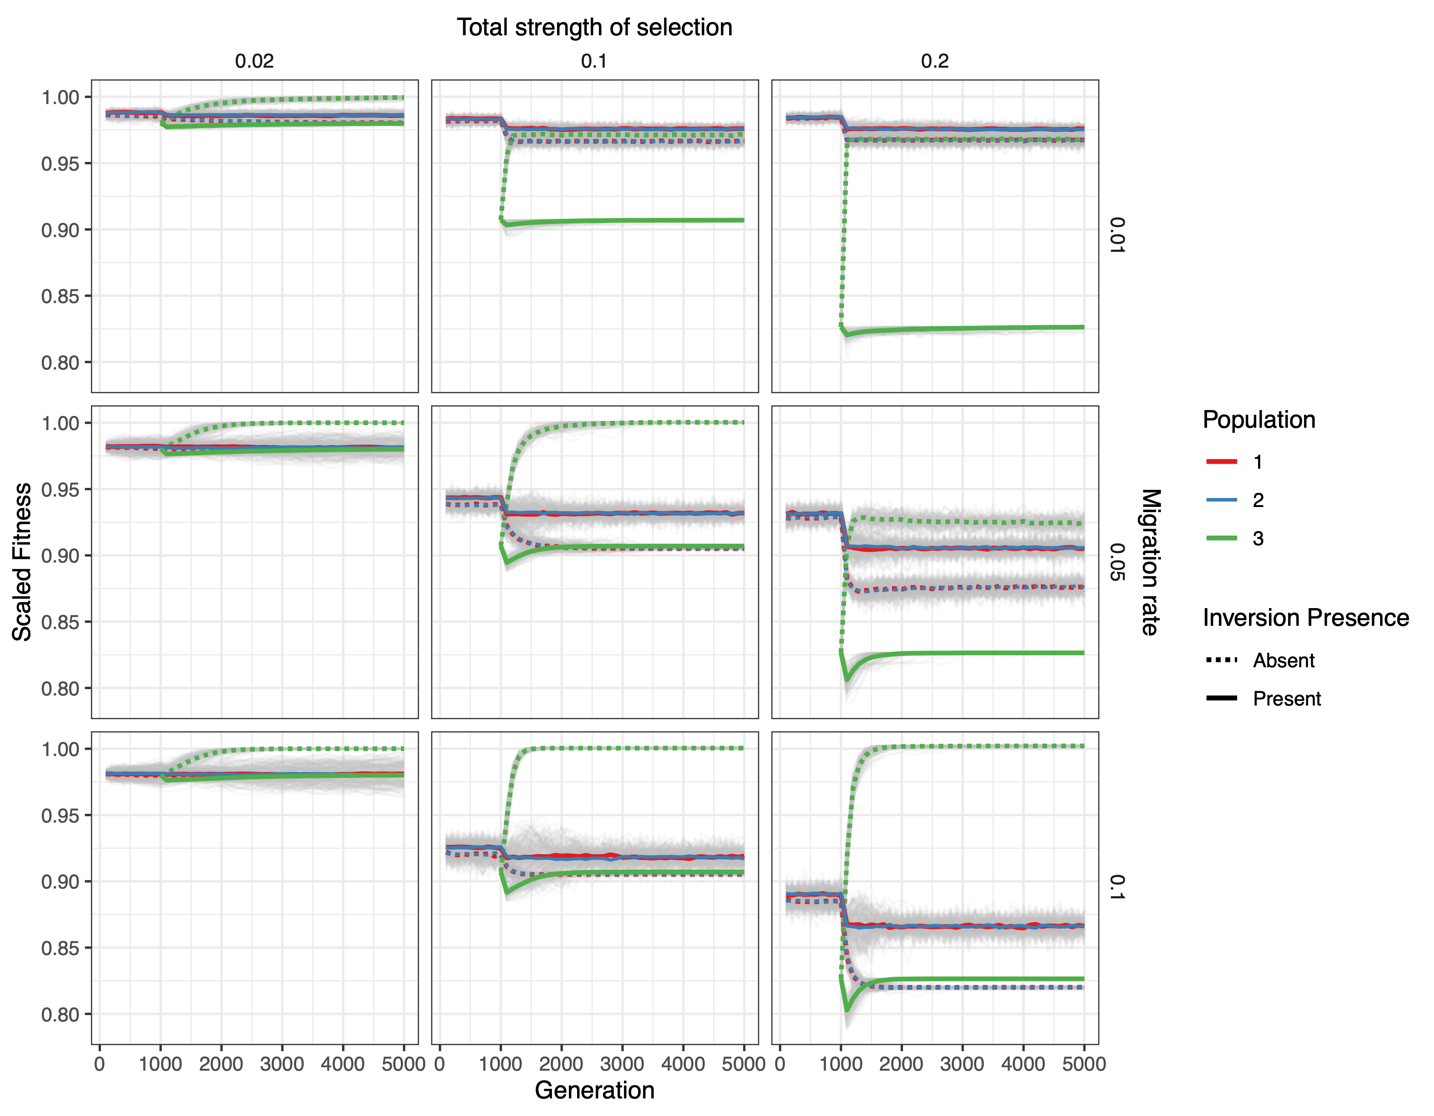 Total strength of selection
0.02 0.1 0.2
1.00
0.95
0.90
0.85
0.80
0.01
1.00
0.95
0.90
0.85
0.80
0.05
1.00
0.95
0.90
0.85
0.80
0.1
Scaled Fitness
Migration rate
0 1000 2000 3000 4000 5000 0 1000 2000 3000 4000 5000 0 1000 2000 3000 4000 5000
Generation
Population
1
2
3
Inversion Presence
Absent
Present